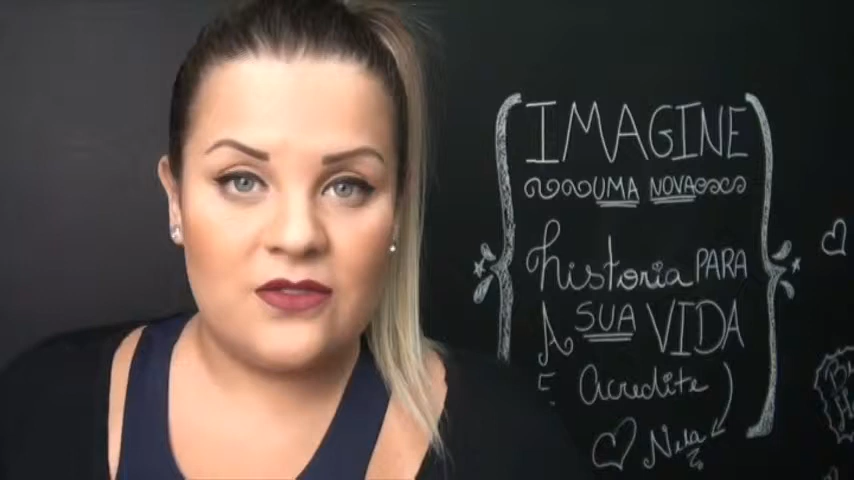 IMAGINE
UMA NOVA
historia PARA
A SUA VIDA
E Acredite
Nela